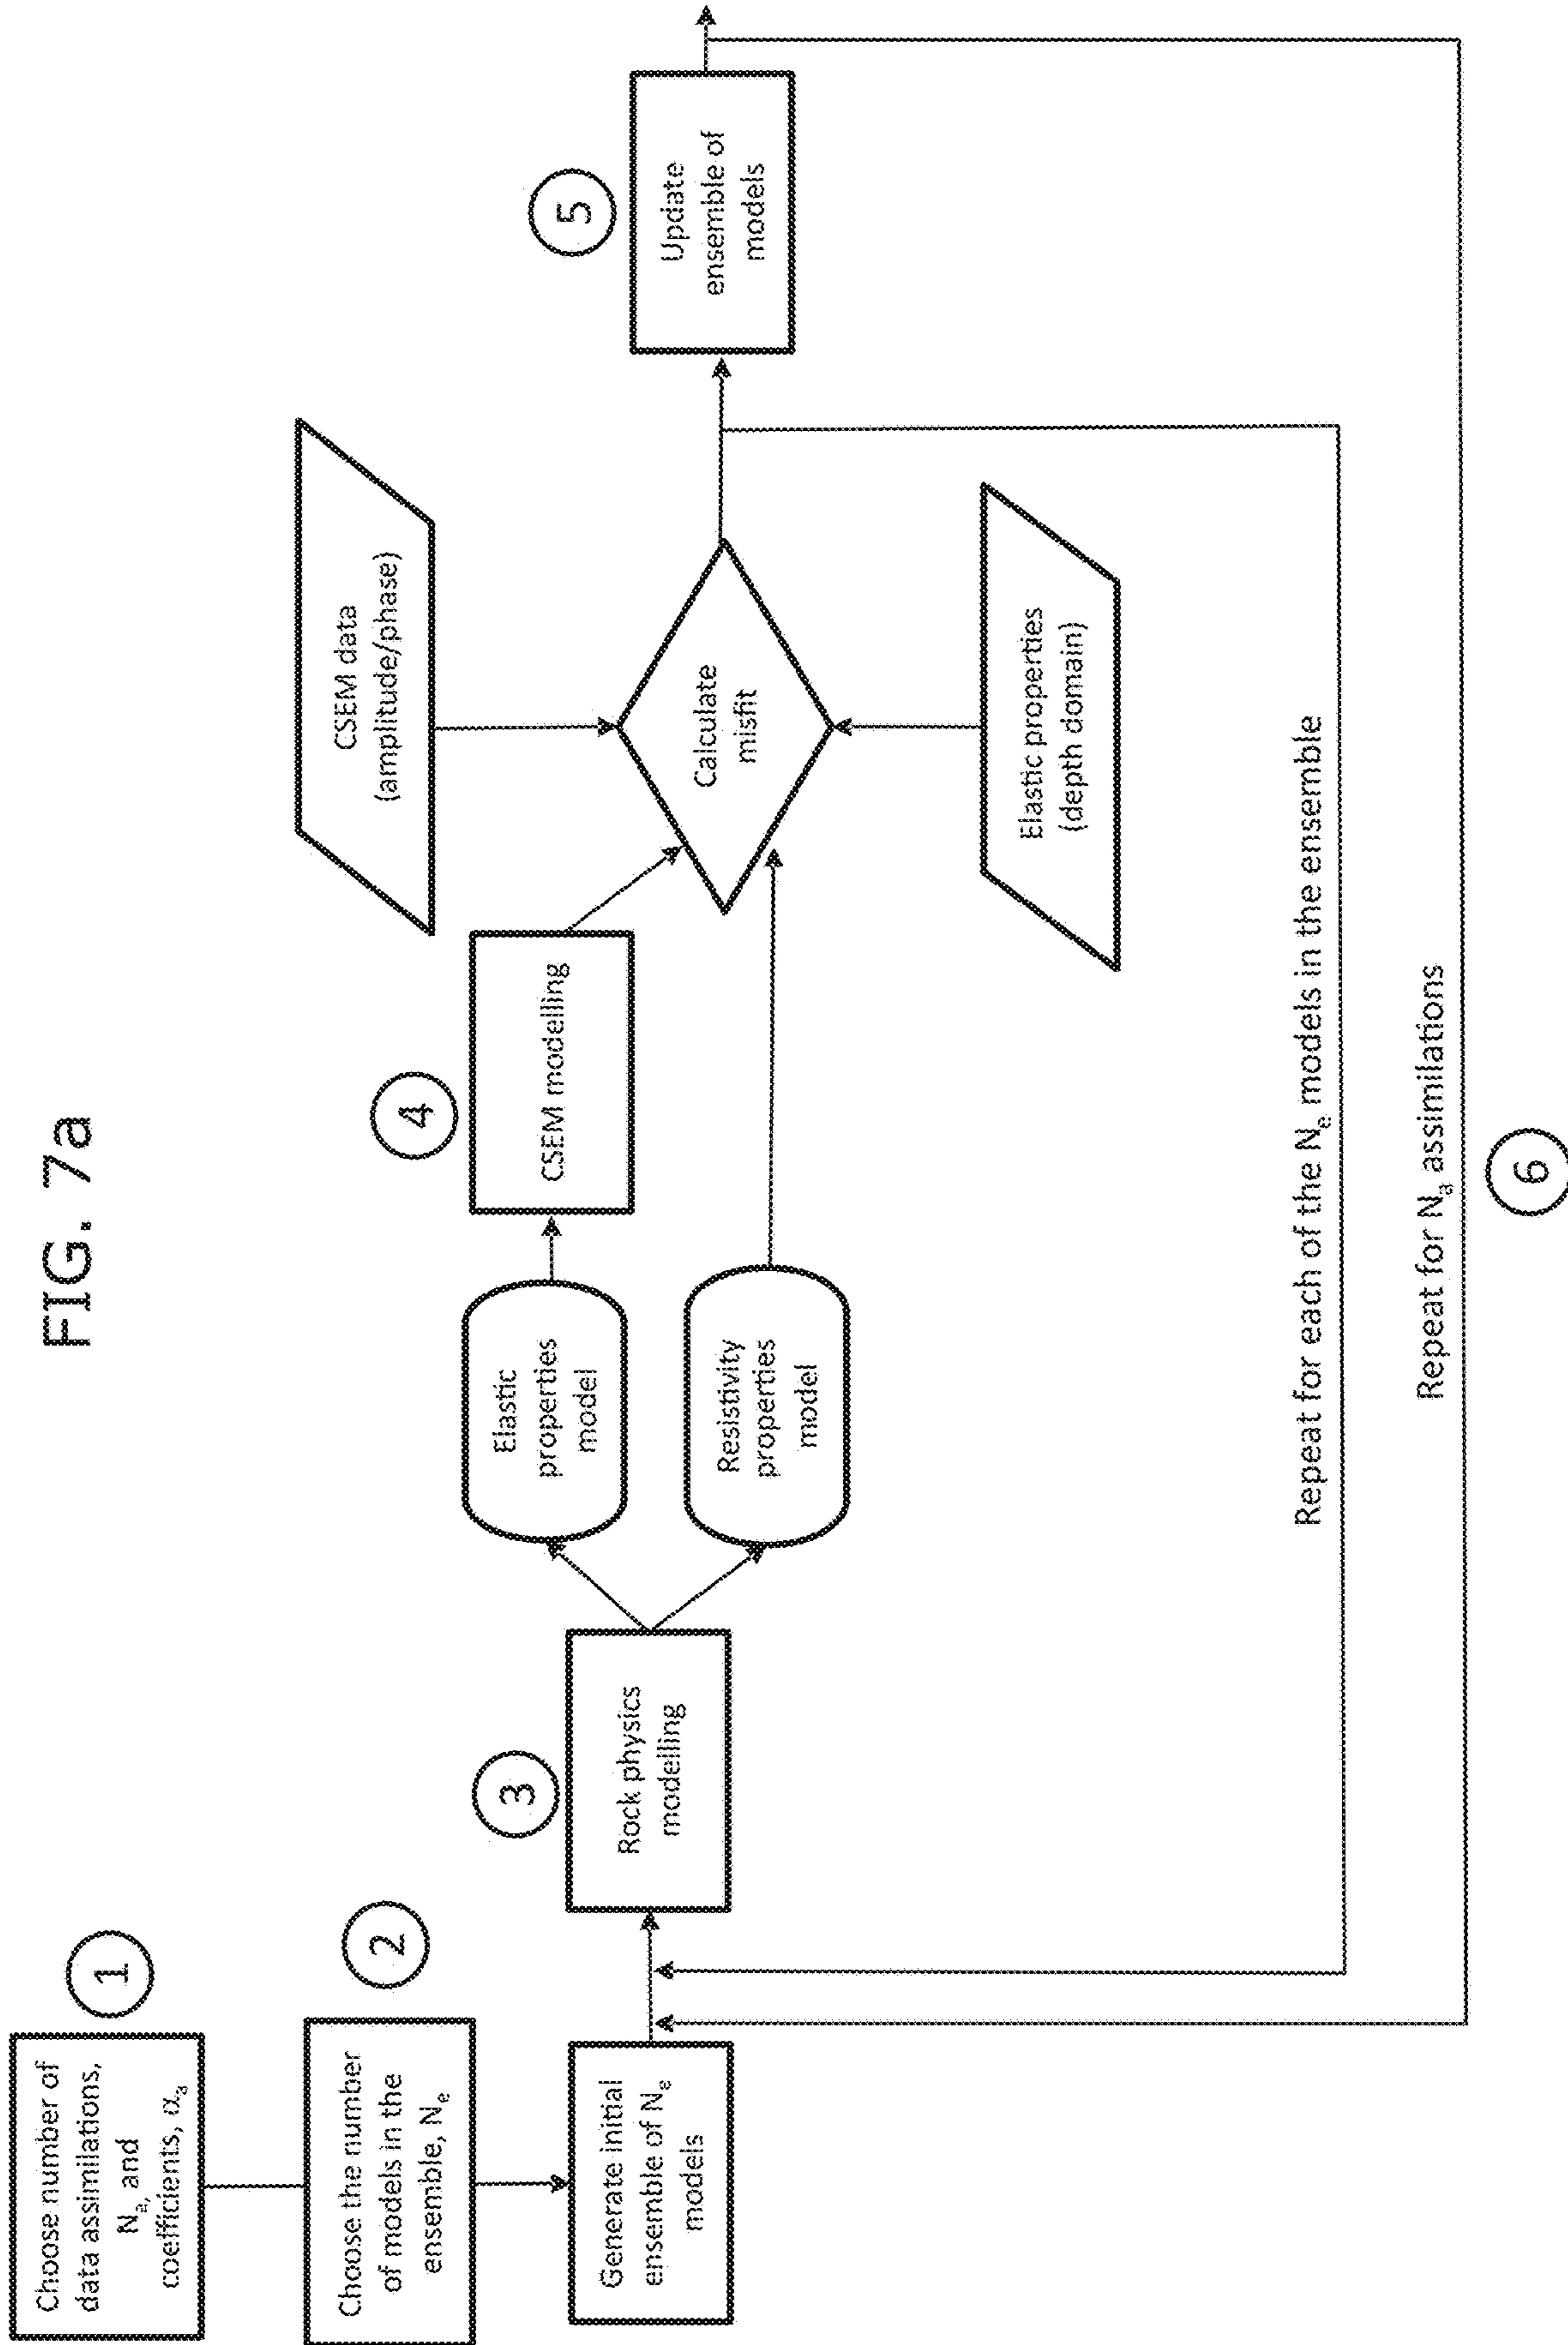 FIG. 7a
1
Choose number of
data assimilations,
Nₐ, and
coefficients, αₐ
2
Choose the number
of models in the
ensemble, Nₑ
Generate initial
ensemble of Nₑ
models
3
Rock physics
modelling
Elastic
properties
model
Resistivity
properties
model
4
CSEM modelling
CSEM data
(amplitude/phase)
Calculate
misfit
Elastic properties
(depth domain)
5
Update
ensemble of
models
Repeat for each of the Nₑ models in the ensemble
Repeat for Nₐ assimilations
6